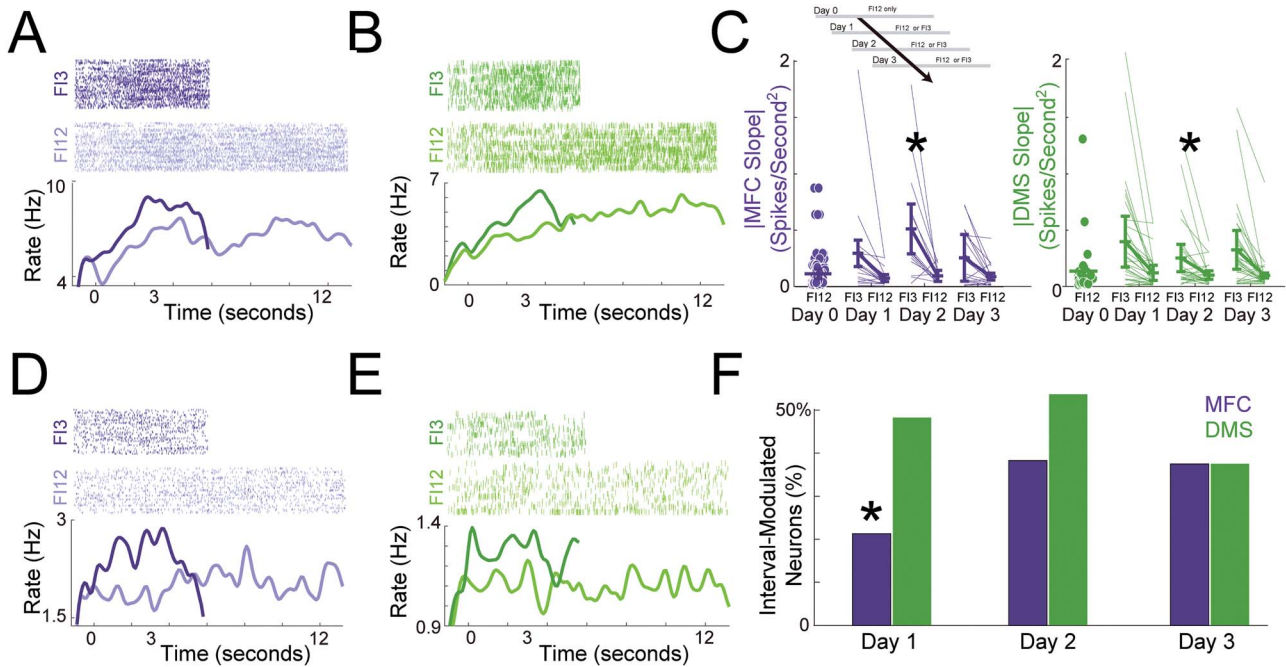 A
FI3
FI12
10
Rate (Hz)
4
0
3
12
Time (seconds)
B
FI3
FI12
7
Rate (Hz)
0
0
3
12
Time (seconds)
C
Day 0
FI12 only
Day 1
FI12 or FI3
Day 2
FI12 or FI3
Day 3
FI12 or FI3
2
|MFC Slope|
(Spikes/Second²)
*
0
FI12
FI3 FI12
FI3 FI12
FI3 FI12
Day 0 Day 1 Day 2 Day 3
2
|DMS Slope|
(Spikes/Second²)
*
0
FI12
FI3 FI12
FI3 FI12
FI3 FI12
Day 0 Day 1 Day 2 Day 3
D
FI3
FI12
3
Rate (Hz)
1.5
0
3
12
Time (seconds)
E
FI3
FI12
1.4
Rate (Hz)
0.9
0
3
12
Time (seconds)
F
MFC
DMS
50%
Interval-Modulated
Neurons (%)
*
0
Day 1
Day 2
Day 3